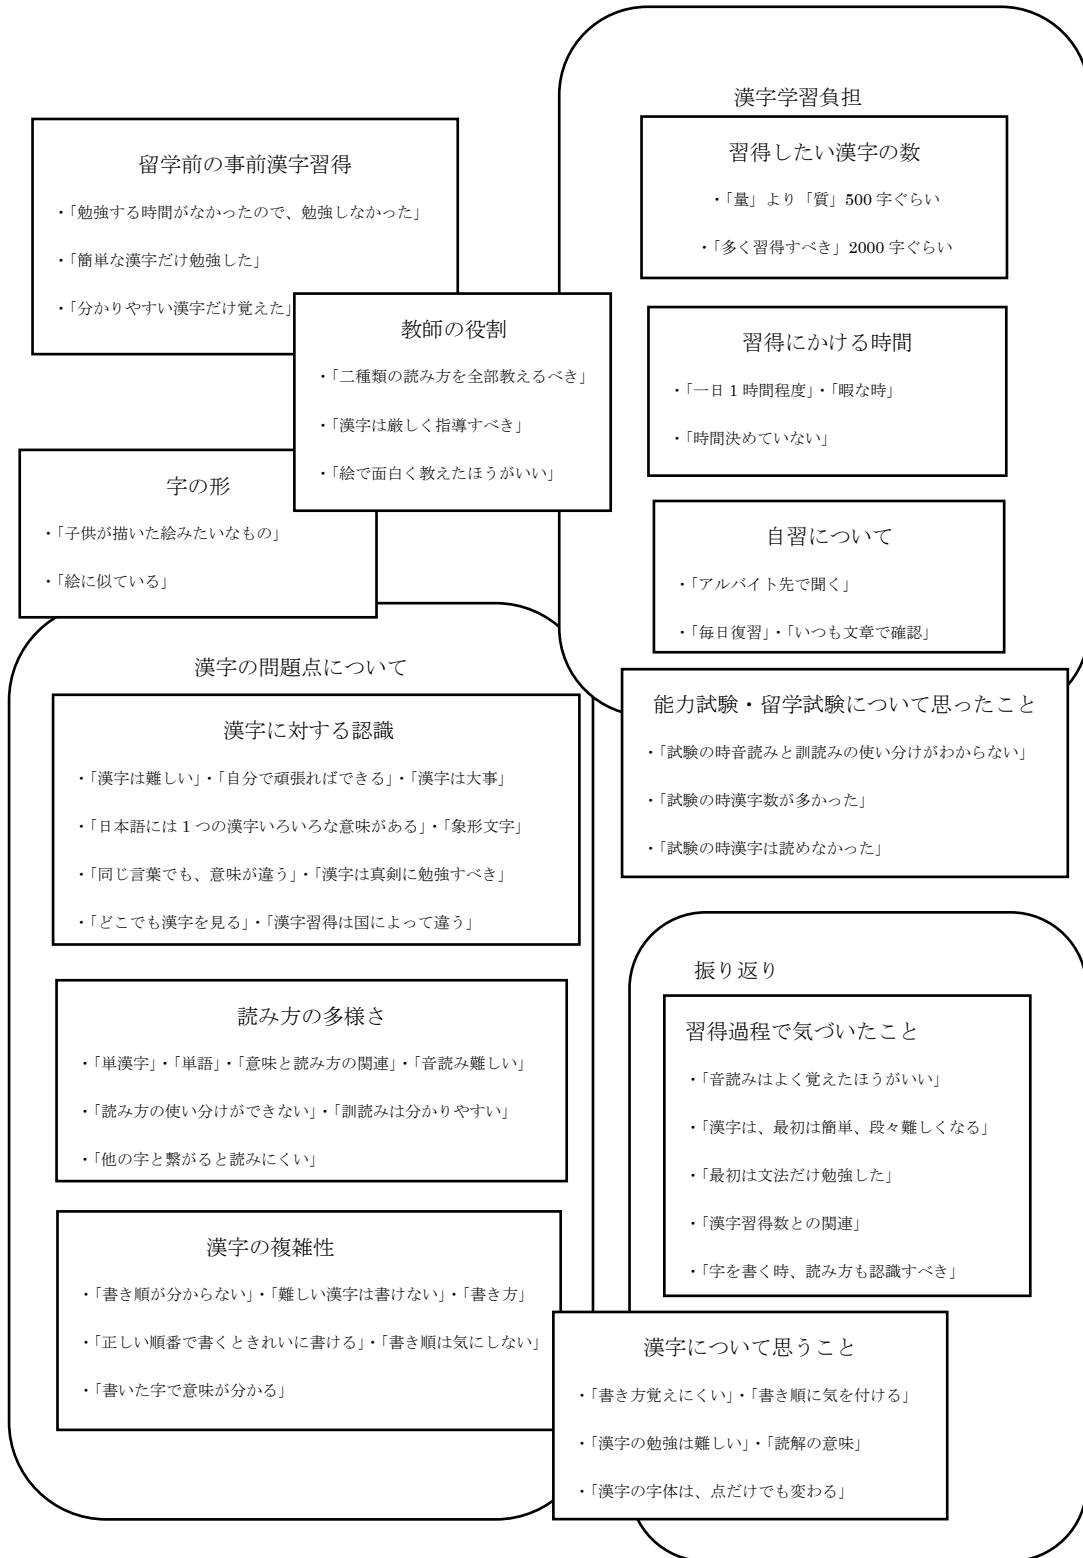 漢字学習負担
習得したい漢字の数
・「量」より「質」500 字ぐらい
・「多く習得すべき」2000 字ぐらい
留学前の事前漢字習得
・「勉強する時間がなかったので、勉強しなかった」
・「簡単な漢字だけ勉強した」
・「分かりやすい漢字だけ覚えた」
教師の役割
・「二種類の読み方を全部教えるべき」
・「漢字は厳しく指導すべき」
・「絵で面白く教えたほうがいい」
習得にかける時間
・「一日 1 時間程度」・「暇な時」
・「時間決めていない」
字の形
・「子供が描いた絵みたいなもの」
・「絵に似ている」
自習について
・「アルバイト先で聞く」
・「毎日復習」・「いつも文章で確認」
漢字の問題点について
漢字に対する認識
・「漢字は難しい」・「自分で頑張ればできる」・「漢字は大事」
・「日本語には 1 つの漢字いろいろな意味がある」・「象形文字」
・「同じ言葉でも、意味が違う」・「漢字は真剣に勉強すべき」
・「どこでも漢字を見る」・「漢字習得は国によって違う」
能力試験・留学試験について思ったこと
・「試験の時音読みと訓読みの使い分けがわからない」
・「試験の時漢字数が多かった」
・「試験の時漢字は読めなかった」
読み方の多様さ
・「単漢字」・「単語」・「意味と読み方の関連」・「音読み難しい」
・「読み方の使い分けができない」・「訓読みは分かりやすい」
・「他の字と繋がると読みにくい」
振り返り
習得過程で気づいたこと
・「音読みはよく覚えたほうがいい」
・「漢字は、最初は簡単、段々難しくなる」
・「最初は文法だけ勉強した」
・「漢字習得数との関連」
・「字を書く時、読み方も認識すべき」
漢字の複雑性
・「書き順が分からない」・「難しい漢字は書けない」・「書き方」
・「正しい順番で書くときれいに書ける」・「書き順は気にしない」
・「書いた字で意味が分かる」
漢字について思うこと
・「書き方覚えにくい」・「書き順に気を付ける」
・「漢字の勉強は難しい」・「読解の意味」
・「漢字の字体は、点だけでも変わる」